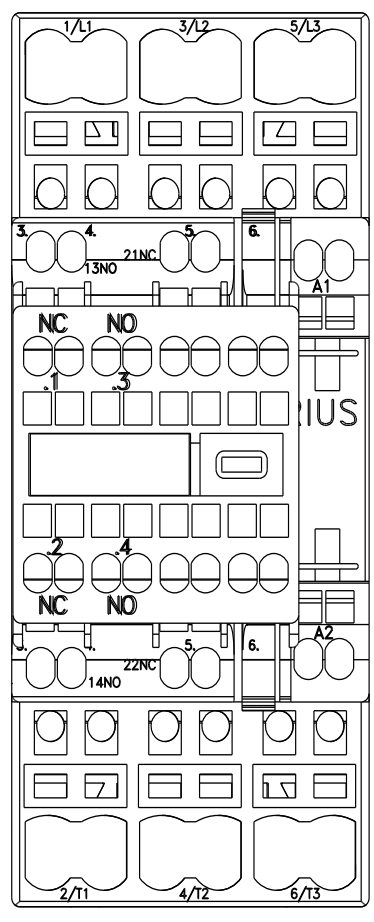 1/L1 3/L2 5/L3
3. 4. 5. 6.
21NC
13NO
A1
NC NO
.1 .3
RIUS
.2 .4
NC NO
A2
5. 6.
22NC
14NO
2/T1 4/T2 6/T3